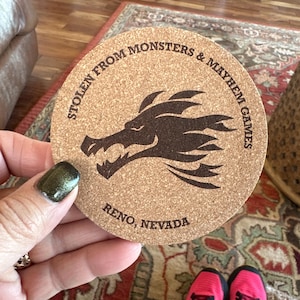 STOLEN FROM MONSTERS & MAYHEM GAMES
RENO, NEVADA